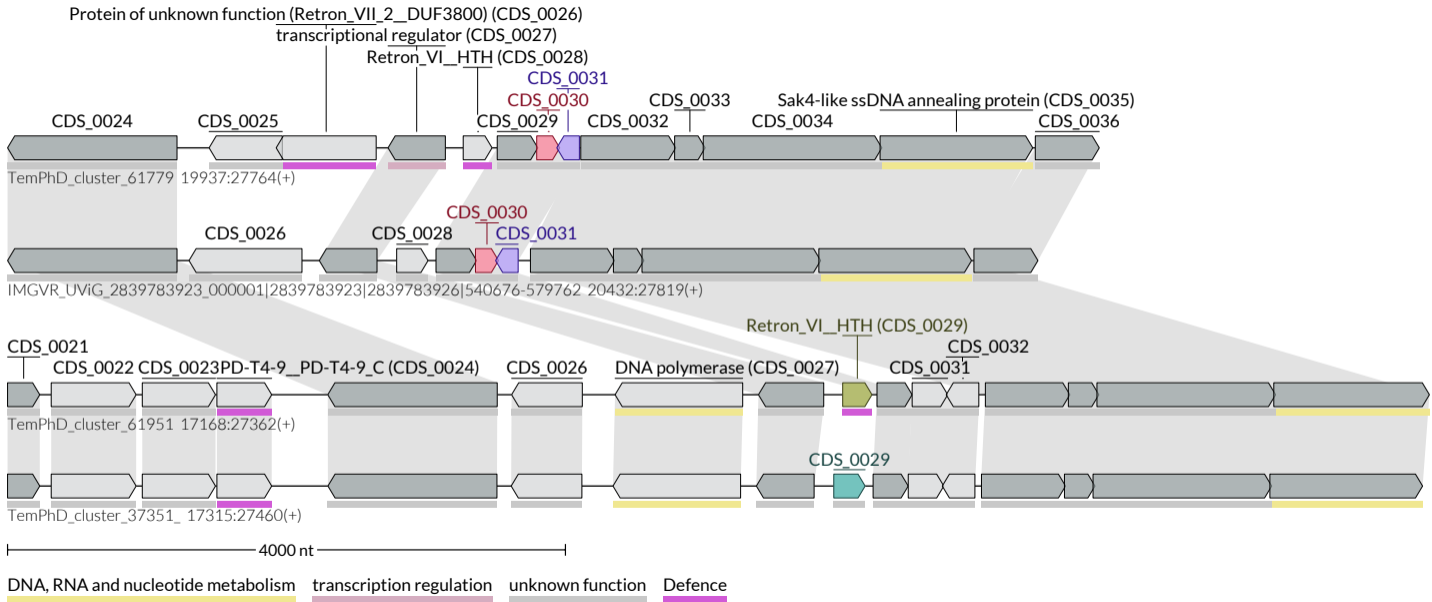 Protein of unknown function (Retron_VII_2__DUF3800) (CDS_0026)
transcriptional regulator (CDS_0027)
Retron_VI__HTH (CDS_0028)
CDS_0031
CDS_0030 CDS_0033 Sak4-like ssDNA annealing protein (CDS_0035)
CDS_0024 CDS_0025 CDS_0029 CDS_0032 CDS_0034 CDS_0036
TemPhD_cluster_61779 19937:27764(+)
CDS_0030
CDS_0026 CDS_0028 CDS_0031
IMGVR_UViG_2839783923_000001|2839783923|2839783926|540676-579762 20432:27819(+)
Retron_VI__HTH (CDS_0029)
CDS_0021 CDS_0032
CDS_0022 CDS_0023 PD-T4-9__PD-T4-9_C (CDS_0024) CDS_0026 DNA polymerase (CDS_0027) CDS_0031
TemPhD_cluster_61951 17168:27362(+)
CDS_0029
TemPhD_cluster_37351_ 17315:27460(+)
4000 nt
DNA, RNA and nucleotide metabolism transcription regulation unknown function Defence